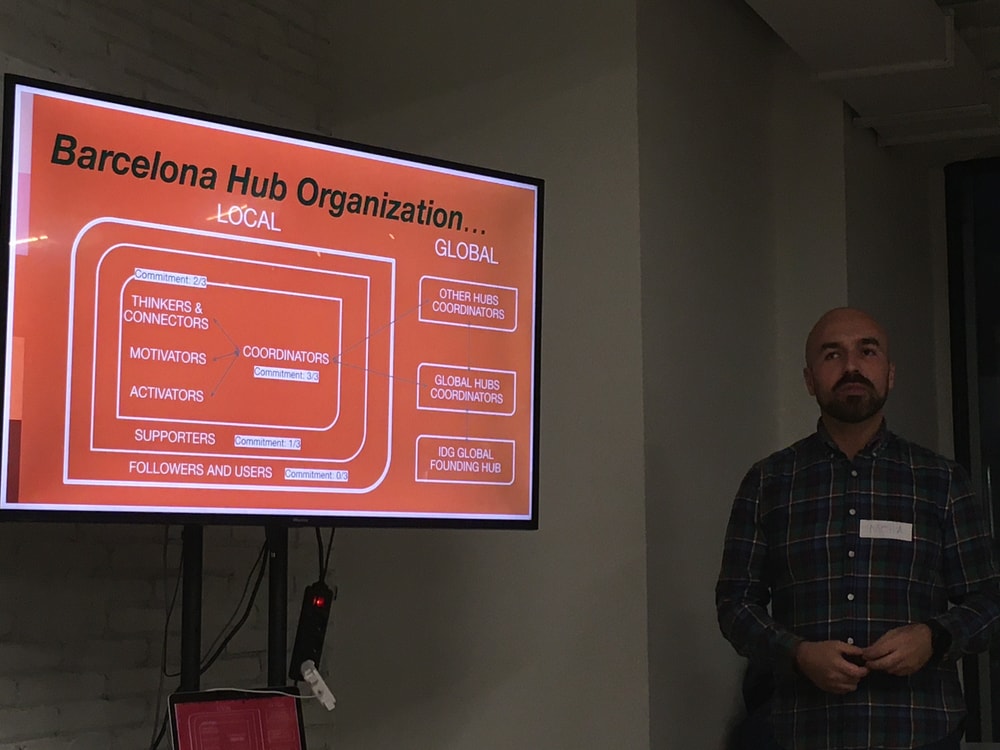 Barcelona Hub Organization...
LOCAL
Commitment: 2/3
THINKERS &
CONNECTORS
MOTIVATORS
COORDINATORS
Commitment: 3/3
ACTIVATORS
SUPPORTERS
Commitment: 1/3
FOLLOWERS AND USERS
Commitment: 0/3
GLOBAL
OTHER HUBS
COORDINATORS
GLOBAL HUBS
COORDINATORS
IDG GLOBAL
FOUNDING HUB